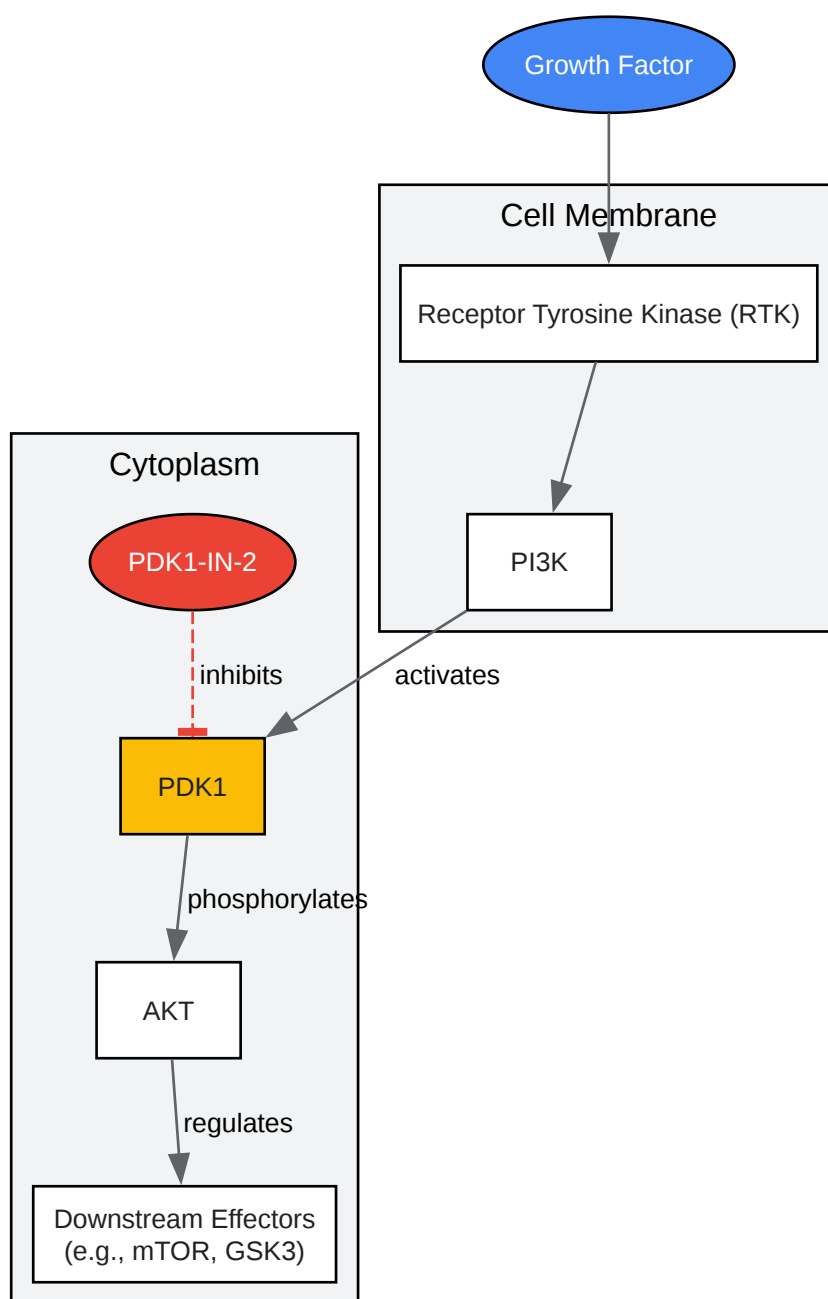 Growth Factor
Cell Membrane
Receptor Tyrosine Kinase (RTK)
Cytoplasm
PDK1-IN-2
PI3K
inhibits
activates
PDK1
phosphorylates
AKT
regulates
Downstream Effectors
(e.g., mTOR, GSK3)